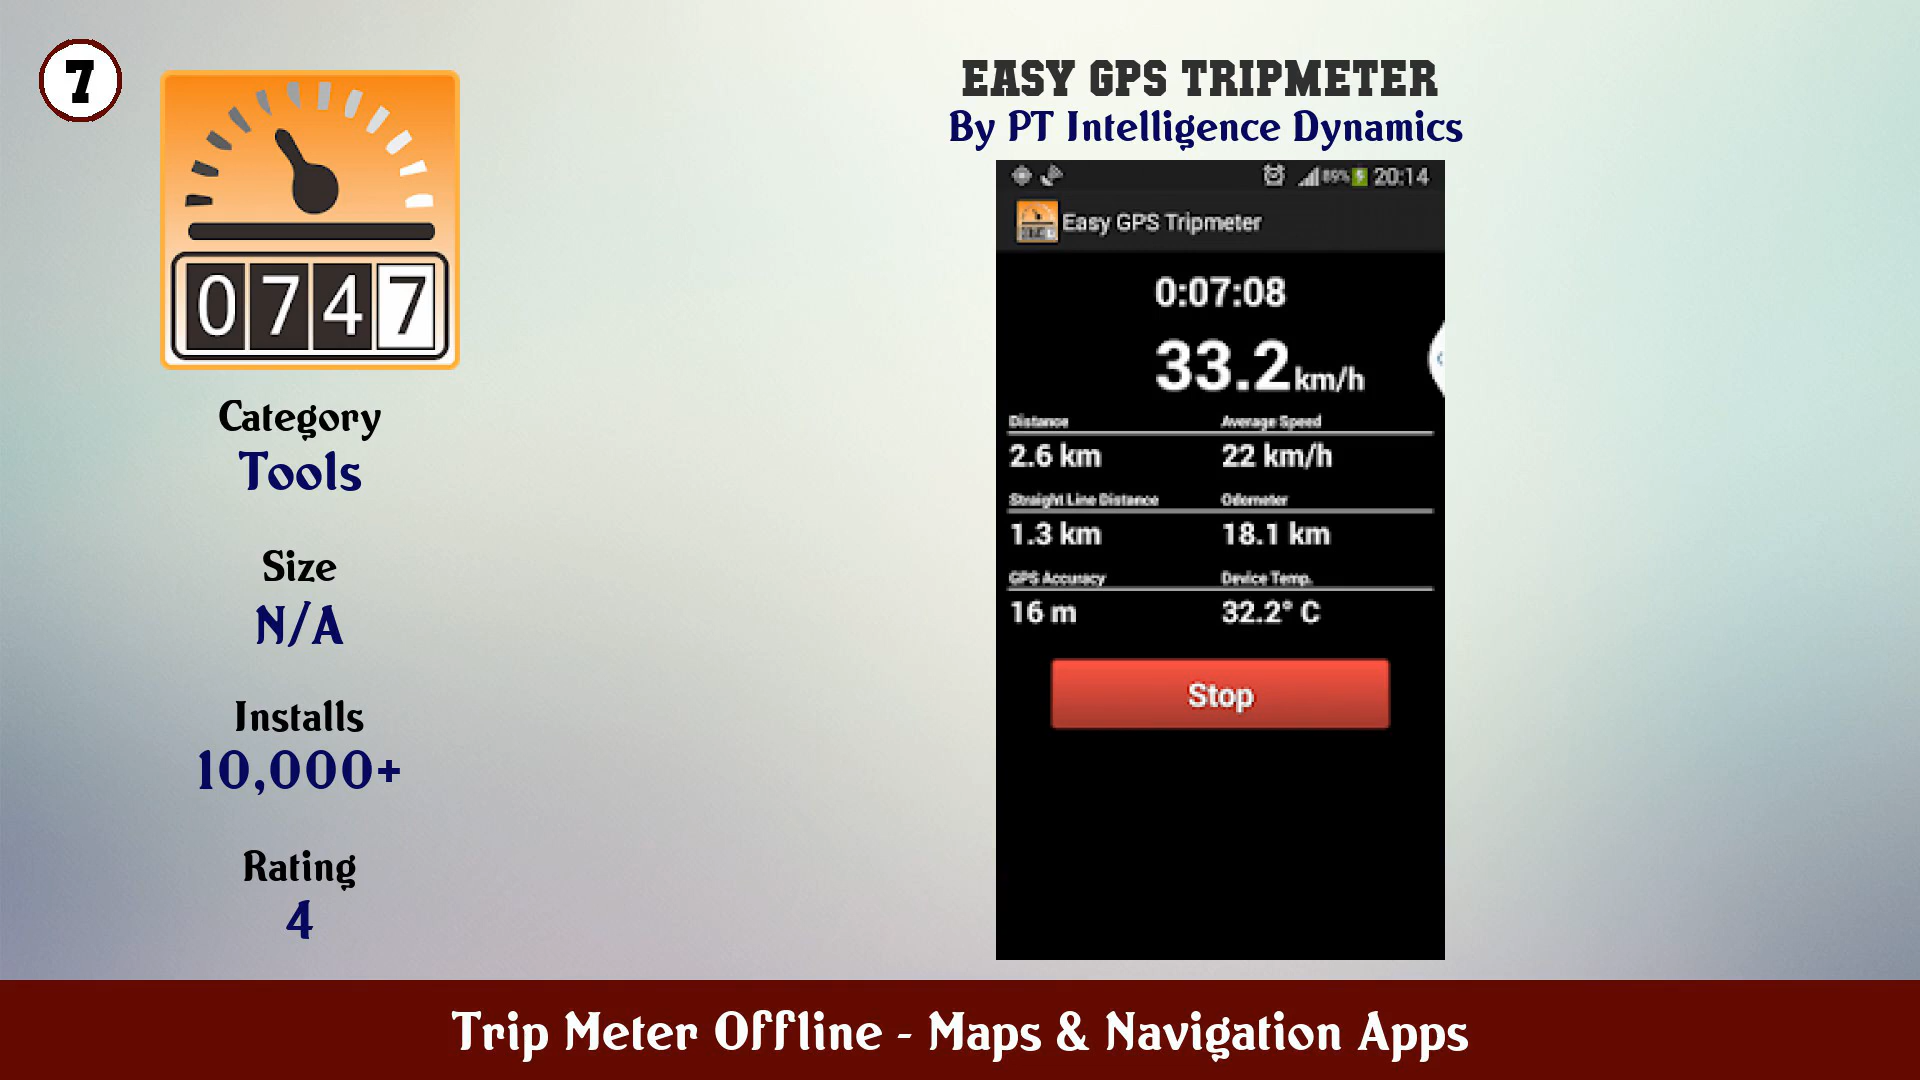 7
0747
Category
Tools
Size
N/A
Installs
10,000+
Rating
4
EASY GPS TRIPMETER
By PT Intelligence Dynamics
89% 20:14
Easy GPS Tripmeter
0:07:08
33.2 km/h
Distance Average Speed
2.6 km 22 km/h
Straight Line Distance Odometer
1.3 km 18.1 km
GPS Accuracy Device Temp.
16 m 32.2° C
Stop
Trip Meter Offline - Maps & Navigation Apps